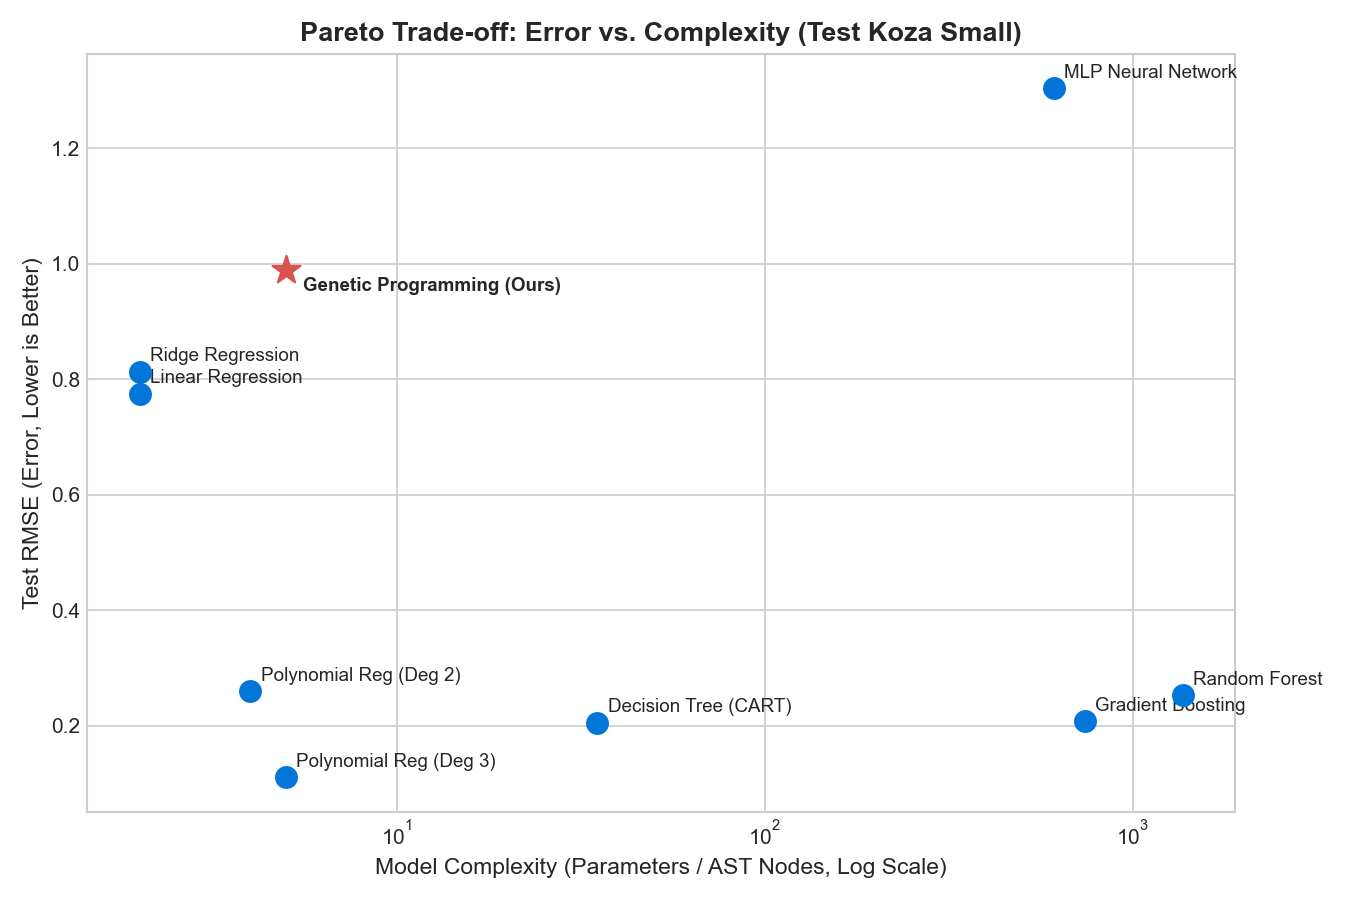 Pareto Trade-off: Error vs. Complexity (Test Koza Small)
MLP Neural Network
1.2
1.0
Genetic Programming (Ours)
Ridge Regression
Linear Regression
0.8
0.6
0.4
Polynomial Reg (Deg 2)
Random Forest
Decision Tree (CART)
Gradient Boosting
0.2
Polynomial Reg (Deg 3)
Test RMSE (Error, Lower is Better)
10¹
10²
10³
Model Complexity (Parameters / AST Nodes, Log Scale)